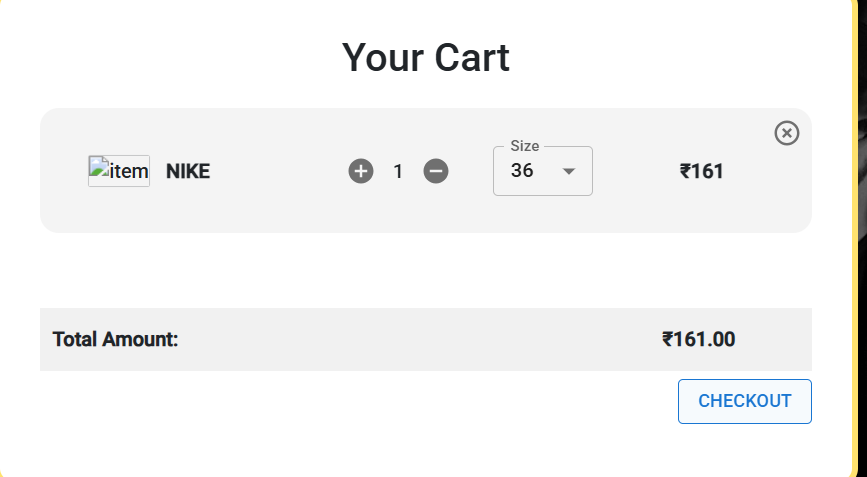 Your Cart
item NIKE 1 Size 36 ₹161
Total Amount: ₹161.00
CHECKOUT